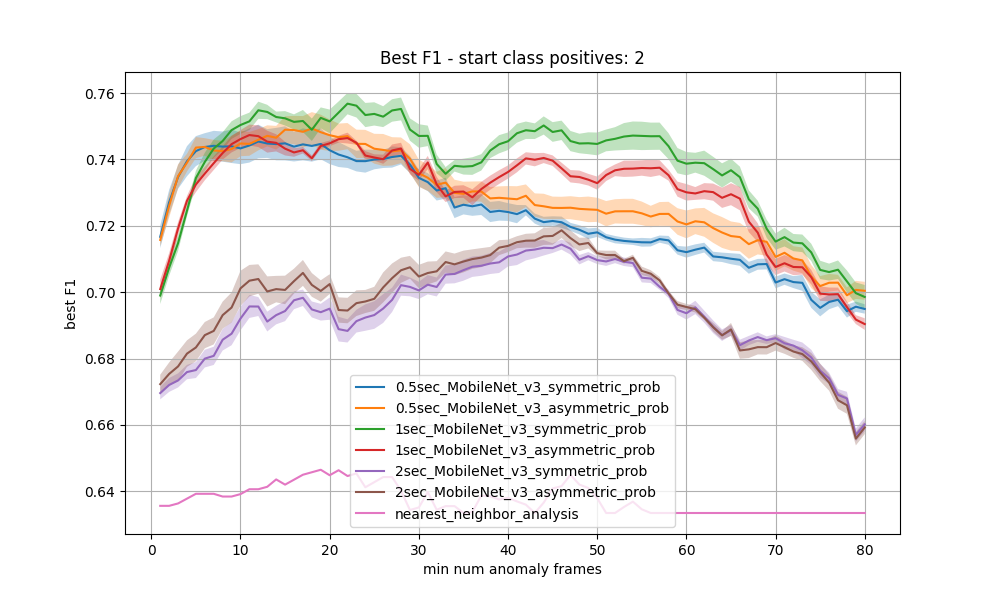 Best F1 - start class positives: 2
best F1
0.76
0.74
0.72
0.70
0.68
0.66
0.64
0.5sec_MobileNet_v3_symmetric_prob
0.5sec_MobileNet_v3_asymmetric_prob
1sec_MobileNet_v3_symmetric_prob
1sec_MobileNet_v3_asymmetric_prob
2sec_MobileNet_v3_symmetric_prob
2sec_MobileNet_v3_asymmetric_prob
nearest_neighbor_analysis
0 10 20 30 40 50 60 70 80
min num anomaly frames